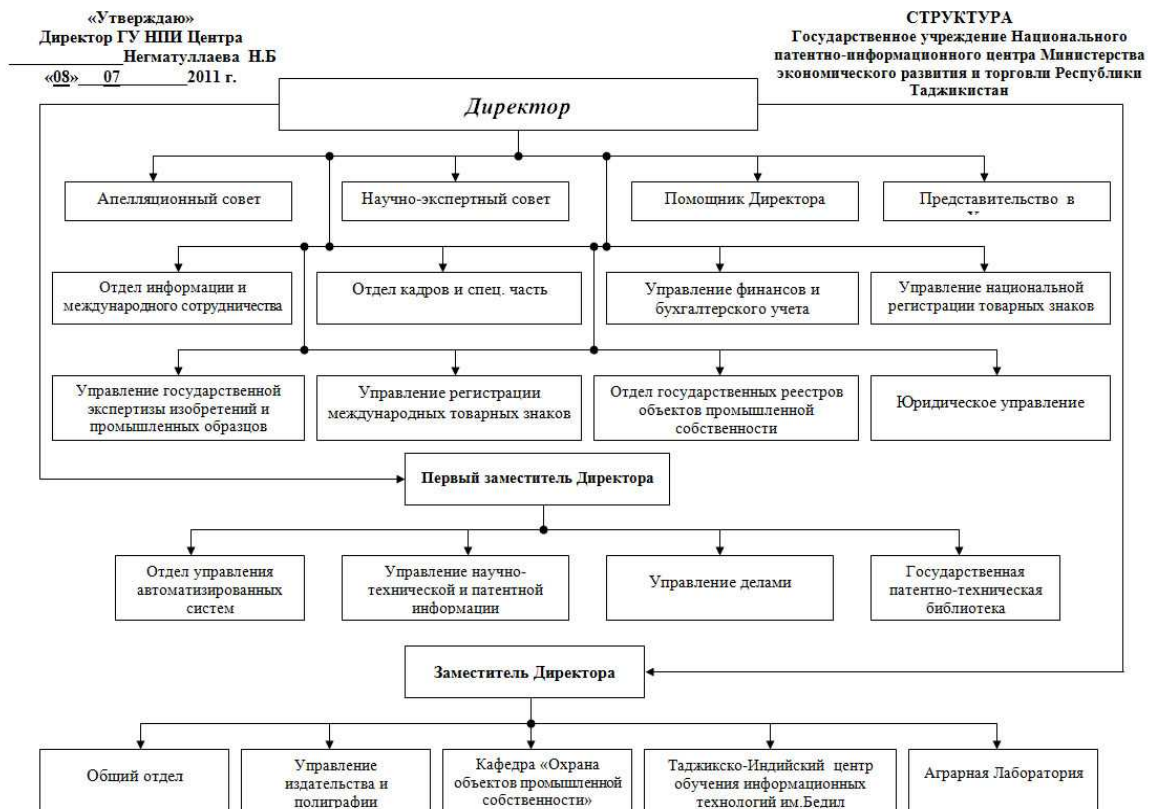 «Утверждаю»
Директор ГУ НПИ Центра
_______________Негматуллаева Н.Б
«08»___07_________2011 г.
СТРУКТУРА
Государственное учреждение Национального
патентно-информационного центра Министерства
экономического развития и торговли Республики
Таджикистан
Директор
Апелляционный совет
Научно-экспертный совет
Помощник Директора
Представительство в
Отдел информации и
международного сотрудничества
Отдел кадров и спец. часть
Управление финансов и
бухгалтерского учета
Управление национальной
регистрации товарных знаков
Управление государственной
экспертизы изобретений и
промышленных образцов
Управление регистрации
международных товарных знаков
Отдел государственных реестров
объектов промышленной
собственности
Юридическое управление
Первый заместитель Директора
Отдел управления
автоматизированных
систем
Управление научно-
технической и патентной
информации
Управление делами
Государственная
патентно-техническая
библиотека
Заместитель Директора
Общий отдел
Управление
издательства и
полиграфии
Кафедра «Охрана
объектов промышленной
собственности»
Таджикско-Индийский центр
обучения информационных
технологий им.Бедил
Аграрная Лаборатория